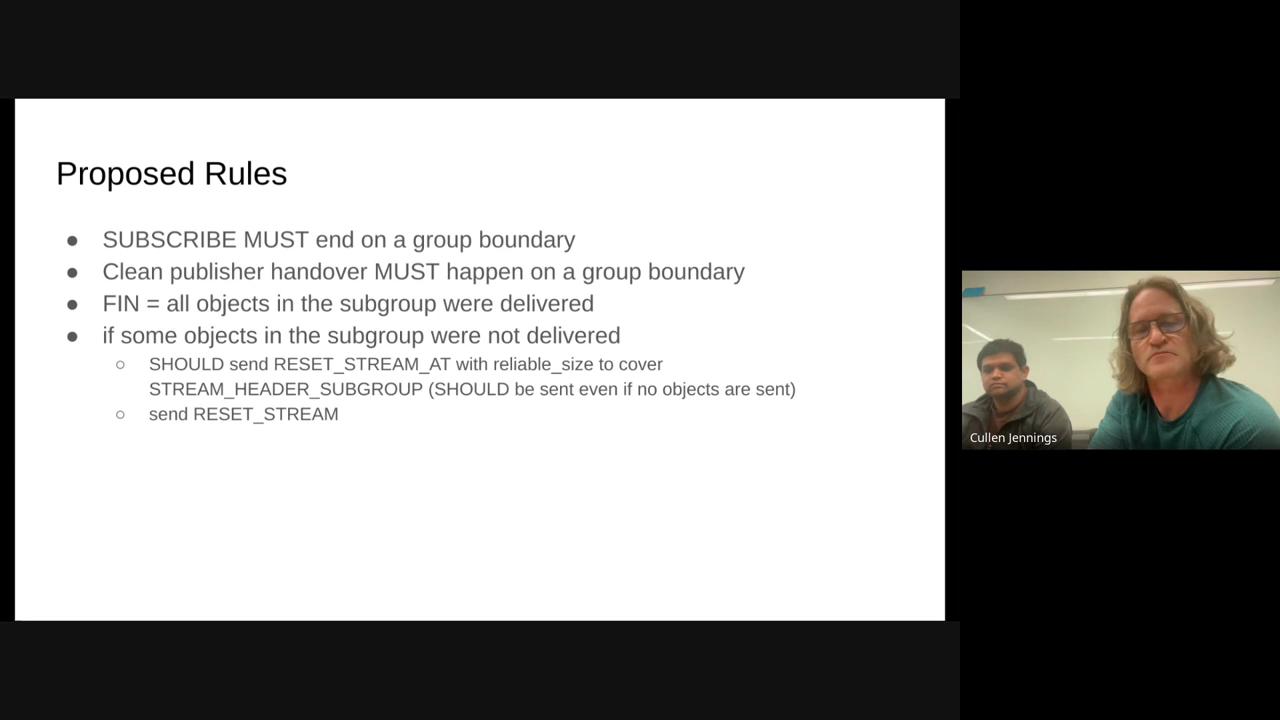 Proposed Rules
● SUBSCRIBE MUST end on a group boundary
● Clean publisher handover MUST happen on a group boundary
● FIN = all objects in the subgroup were delivered
● if some objects in the subgroup were not delivered
○ SHOULD send RESET_STREAM_AT with reliable_size to cover
STREAM_HEADER_SUBGROUP (SHOULD be sent even if no objects are sent)
○ send RESET_STREAM
Cullen Jennings